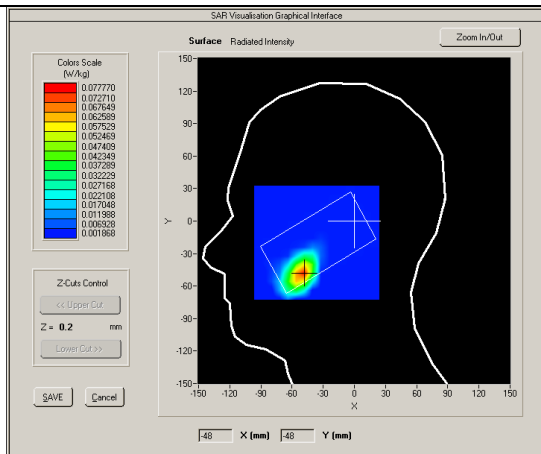 SAR Visualisation Graphical Interface
Surface Radiated Intensity
Zoom In/Out
Colors Scale
(W/kg)
0.077770
0.072710
0.067649
0.062589
0.057529
0.052469
0.047409
0.042349
0.037289
0.032229
0.027168
0.022108
0.017048
0.011988
0.006928
0.001868
Z-Cuts Control
<< Upper Cut
Z = 0.2 mm
Lower Cut >>
SAVE
Cancel
150
120
90
60
30
0
-30
-60
-90
-120
-150
Y
-150 -120 -90 -60 -30 0 30 60 90 120 150
X
-48 X (mm) -48 Y (mm)